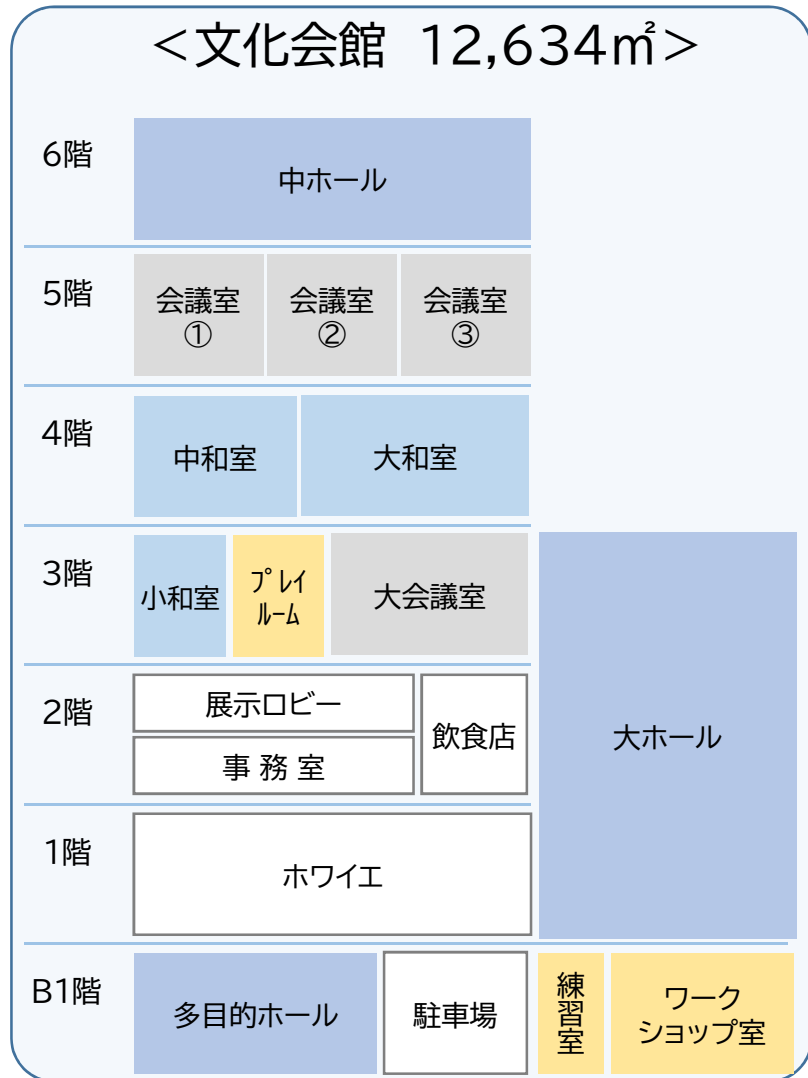 <文化会館 12,634㎡>
6階
中ホール
5階
会議室
①
会議室
②
会議室
③
4階
中和室
大和室
3階
小和室
ﾌﾟﾚｲ
ﾙｰﾑ
大会議室
2階
展示ロビー
事 務 室
飲食店
大ホール
1階
ホワイエ
B1階
多目的ホール
駐車場
練習室
ワーク
ショップ室